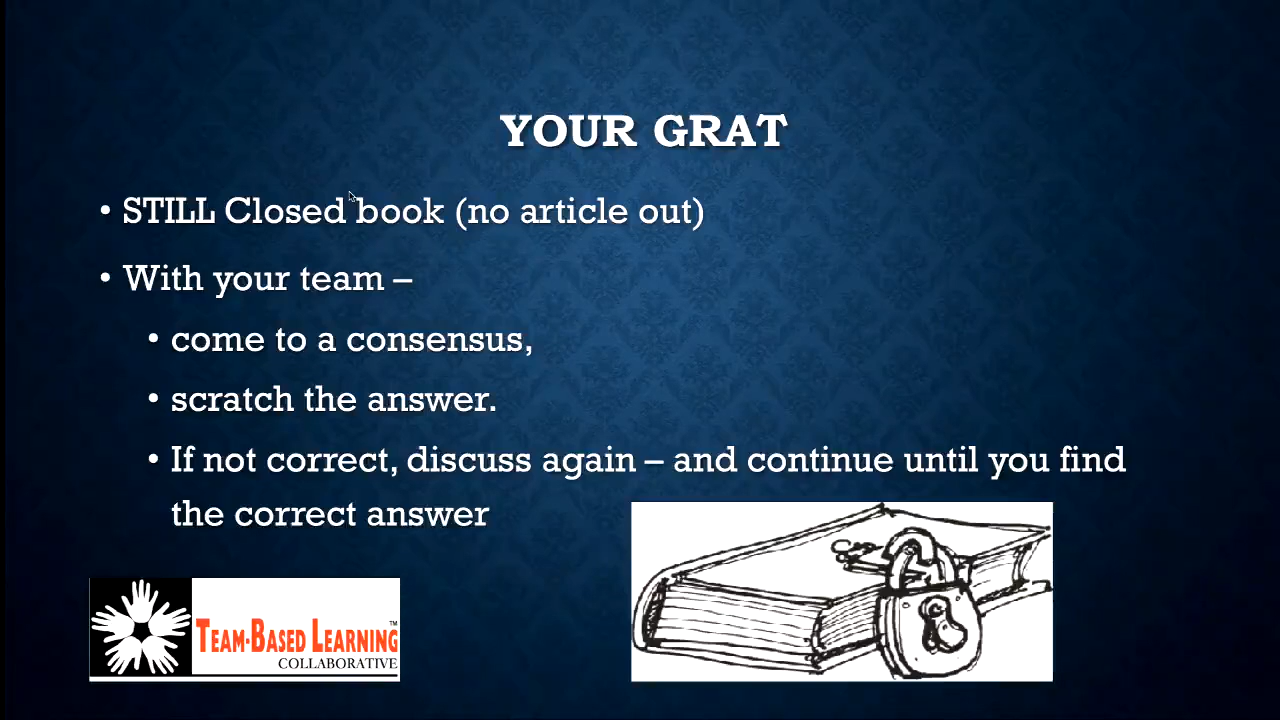 YOUR GRAT
• STILL Closed book (no article out)
• With your team –
• come to a consensus,
• scratch the answer.
• If not correct, discuss again – and continue until you find
the correct answer
TEAM-BASED LEARNING™
COLLABORATIVE